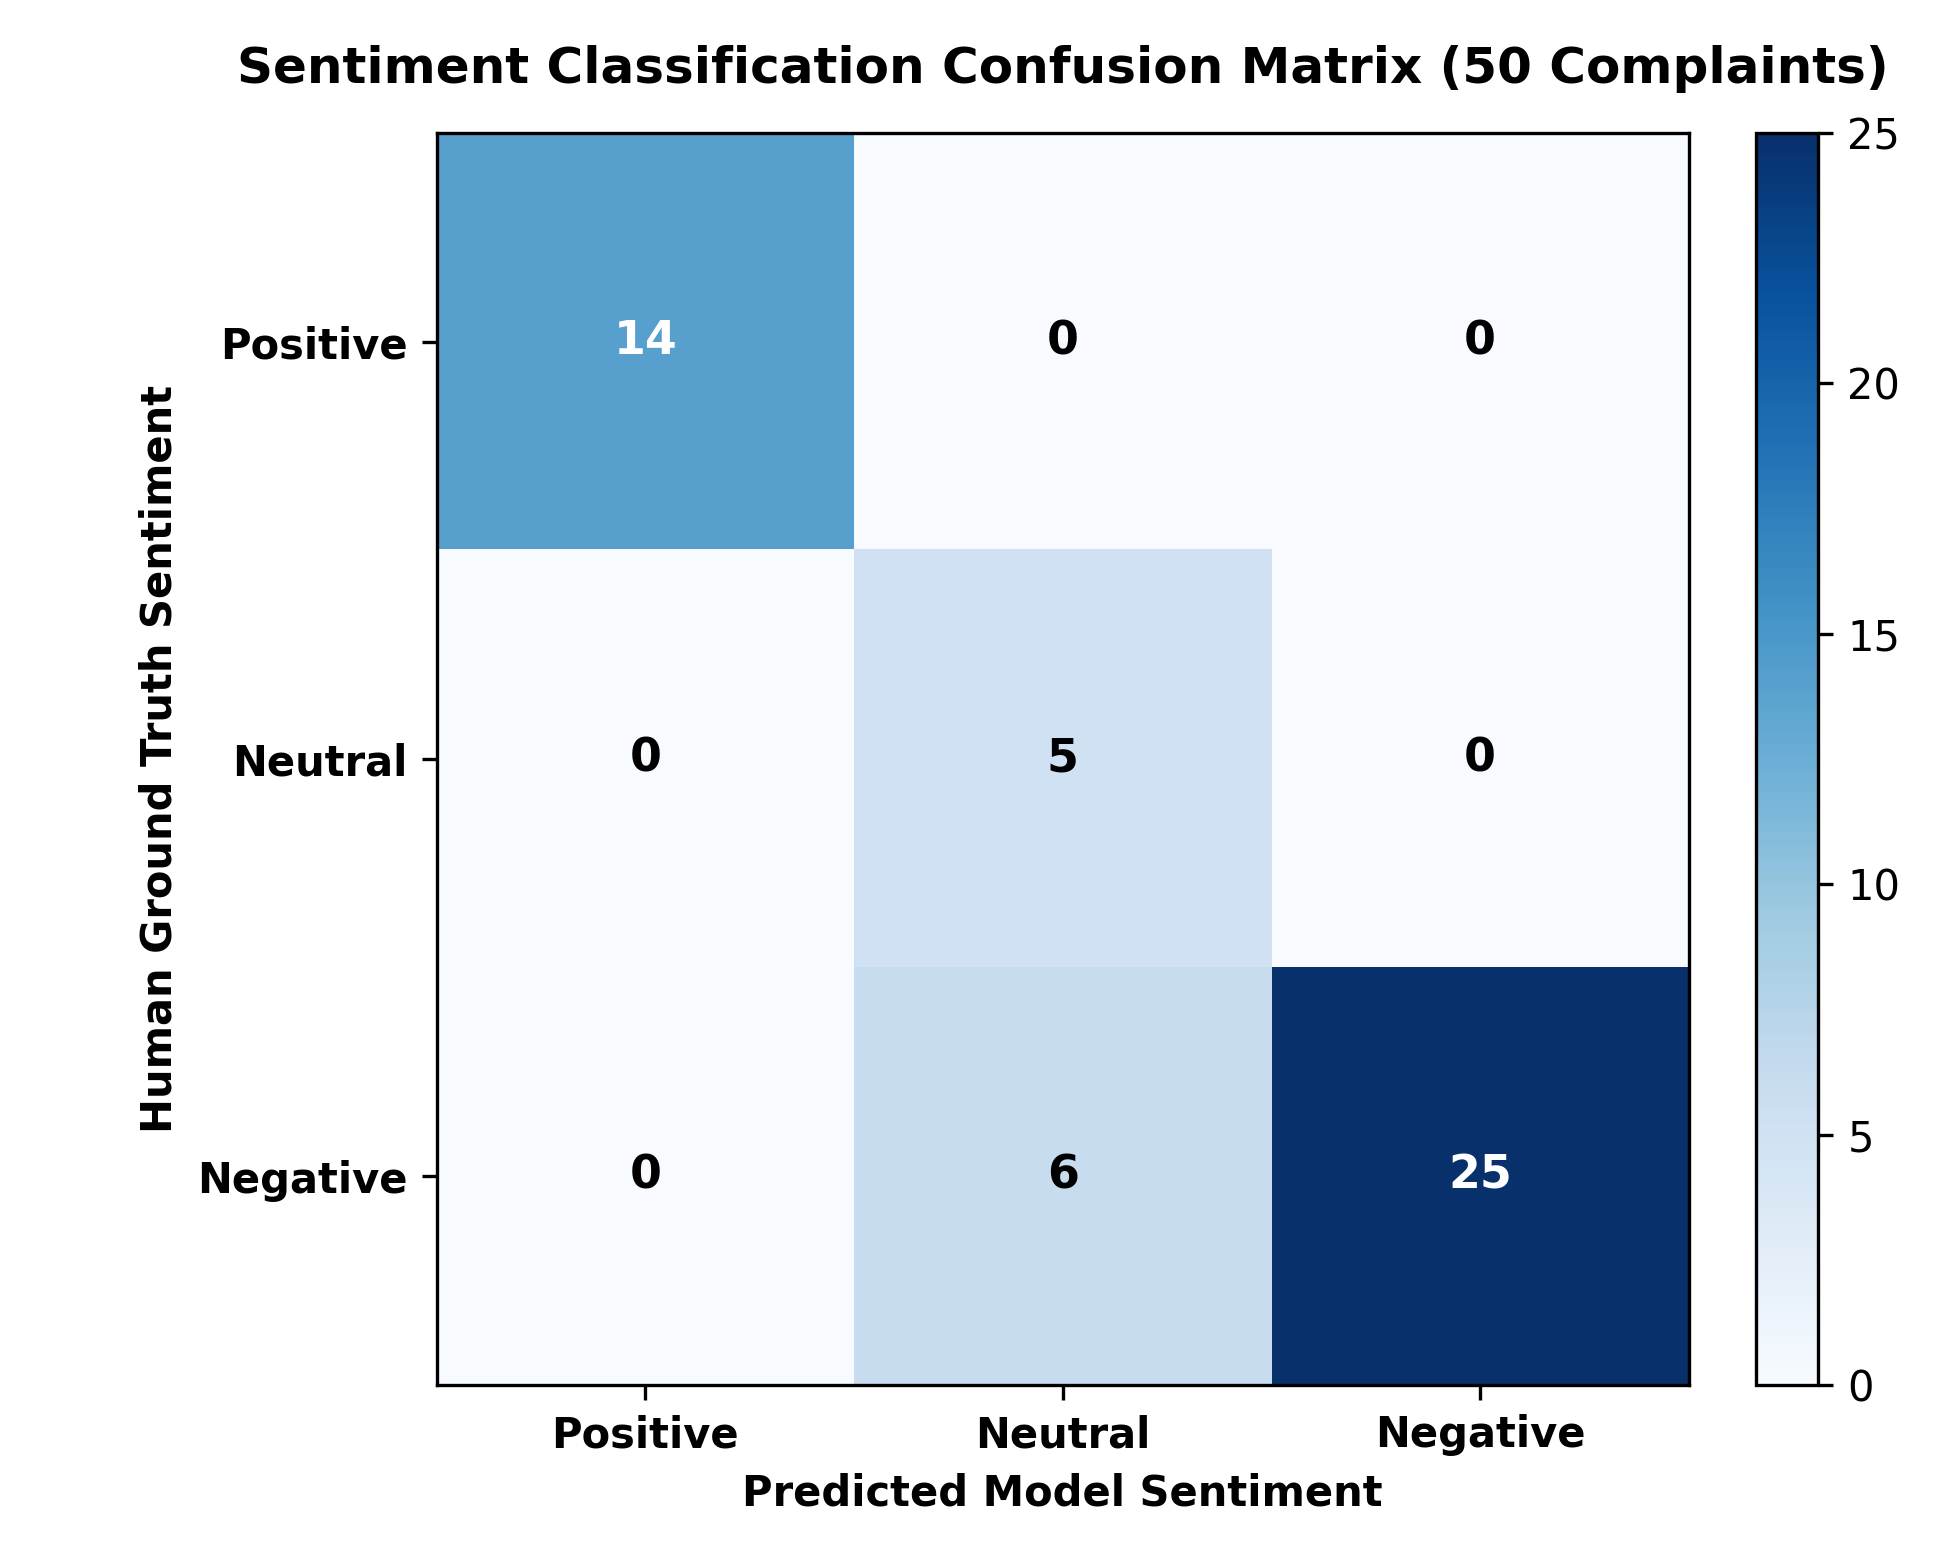 Sentiment Classification Confusion Matrix (50 Complaints)
Human Ground Truth Sentiment
Positive
14
0
0
Neutral
0
5
0
Negative
0
6
25
Positive
Neutral
Negative
Predicted Model Sentiment
25
20
15
10
5
0